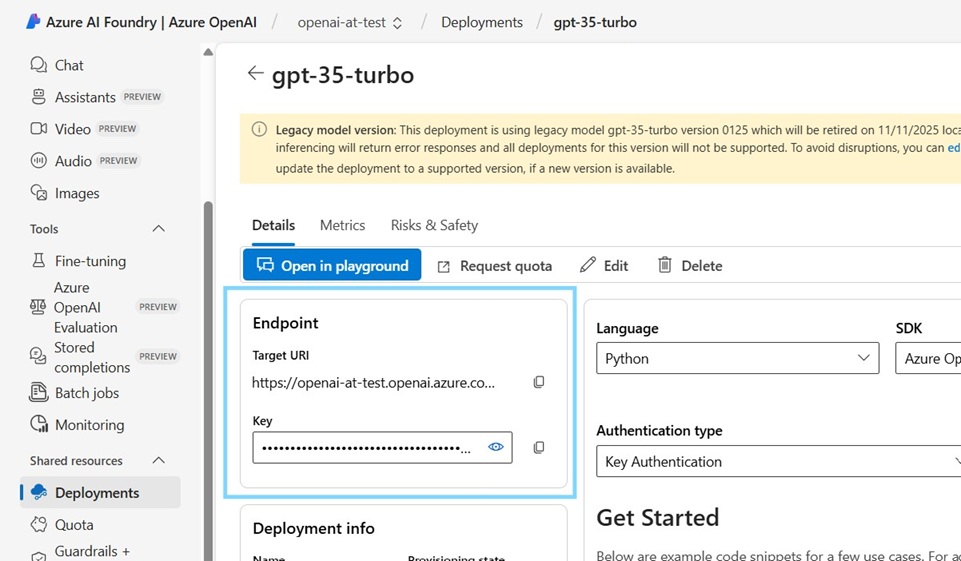 Azure AI Foundry | Azure OpenAI / openai-at-test / Deployments / gpt-35-turbo
Chat
Assistants PREVIEW
Video PREVIEW
Audio PREVIEW
Images
Tools
Fine-tuning
Azure
OpenAI PREVIEW
Evaluation
Stored
completions PREVIEW
Batch jobs
Monitoring
Shared resources
Deployments
Quota
Guardrails +
gpt-35-turbo
Legacy model version: This deployment is using legacy model gpt-35-turbo version 0125 which will be retired on 11/11/2025 loca
inferencing will return error responses and all deployments for this version will not be supported. To avoid disruptions, you can ed
update the deployment to a supported version, if a new version is available.
Details Metrics Risks & Safety
Open in playground Request quota Edit Delete
Endpoint
Target URI
https://openai-at-test.openai.azure.co...
Key
••••••••••••••••••••••••••••••••••...
Deployment info
Name Provisioning state
Language SDK
Python Azure Op
Authentication type
Key Authentication
Get Started
Below are example code snippets for a few use cases. For ad